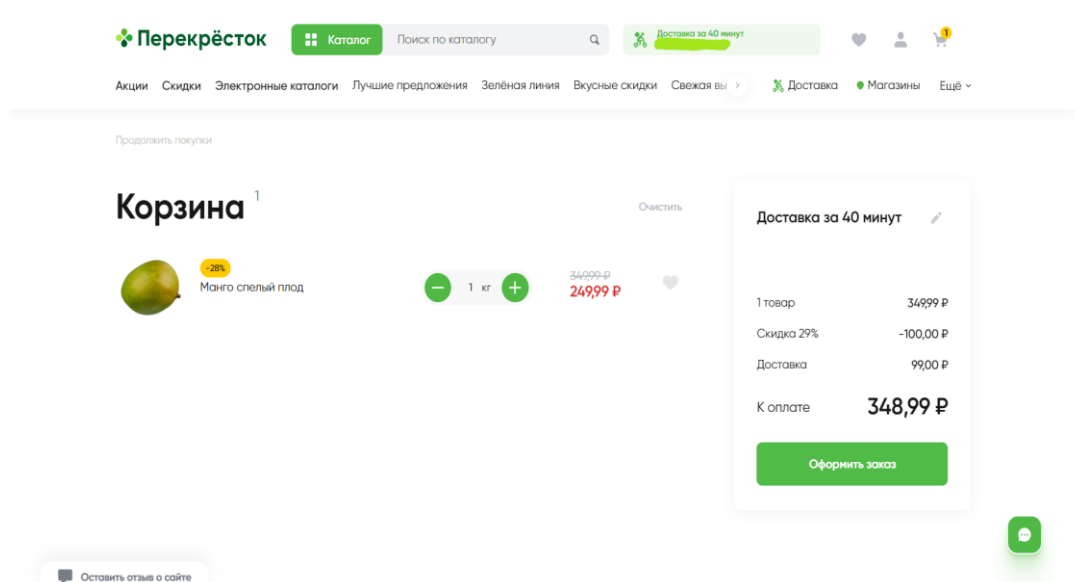 Перекрёсток
Каталог
Поиск по каталогу
Доставка за 40 минут
1
Акции Скидки Электронные каталоги Лучшие предложения Зелёная линия Вкусные скидки Свежая вы
Доставка
Магазины
Ещё
Продолжить покупки
Корзина 1
Очистить
-28%
Манго спелый плод
1 кг
349,99 ₽
249,99 ₽
Доставка за 40 минут
1 товар 349,99 ₽
Скидка 29% -100,00 ₽
Доставка 99,00 ₽
К оплате 348,99 ₽
Оформить заказ
Оставить отзыв о сайте